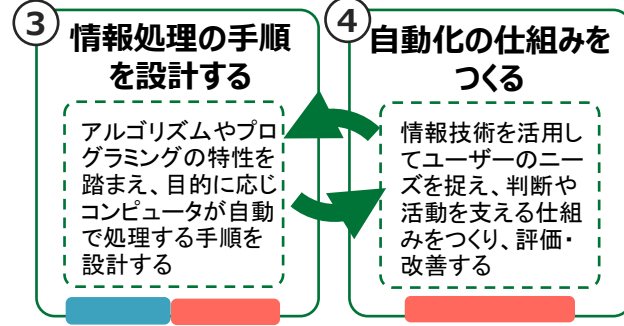 ③
情報処理の手順
を設計する
アルゴリズムやプロ
グラミングの特性を
踏まえ、目的に応じ
コンピュータが自動
で処理する手順を
設計する
④
自動化の仕組みを
つくる
情報技術を活用し
てユーザーのニー
ズを捉え、判断や
活動を支える仕組
みをつくり、評価・
改善する